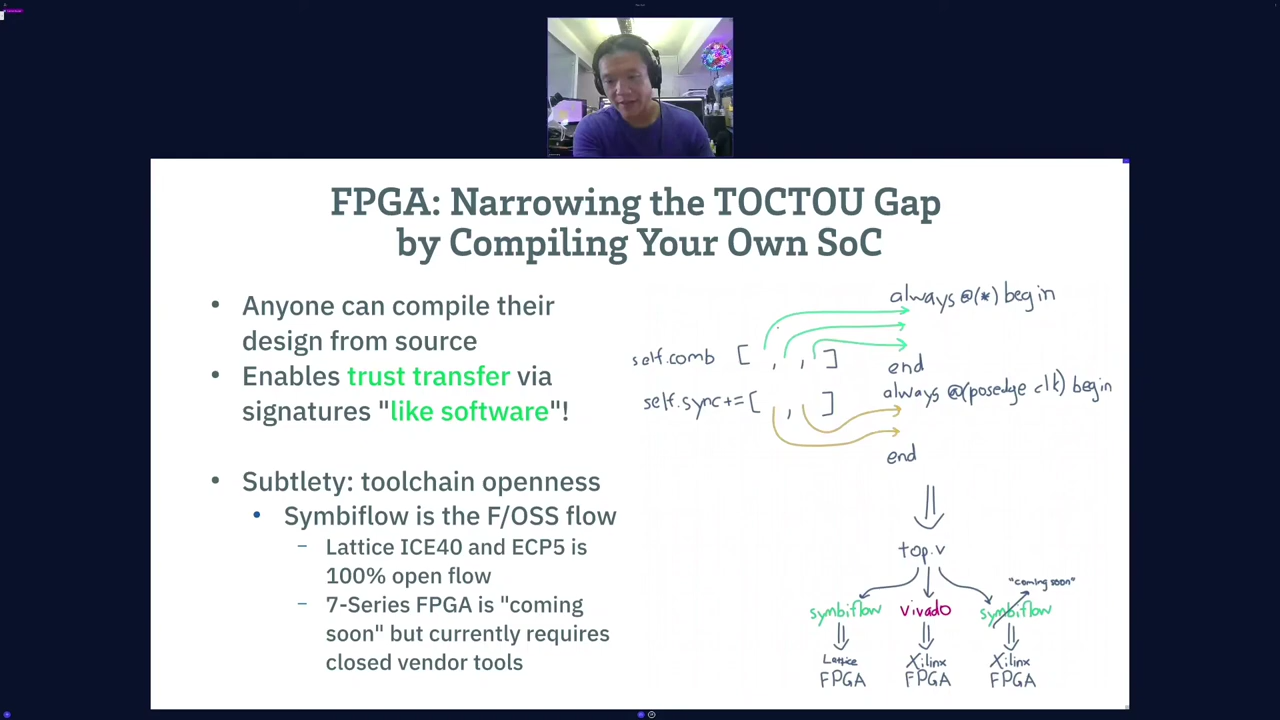 FPGA: Narrowing the TOCTOU Gap
by Compiling Your Own SoC
• Anyone can compile their
design from source
• Enables trust transfer via
signatures "like software"!
• Subtlety: toolchain openness
• Symbiflow is the F/OSS flow
– Lattice ICE40 and ECP5 is
100% open flow
– 7-Series FPGA is "coming
soon" but currently requires
closed vendor tools
always @(*) begin
self.comb [ , , ]
end
always @(posedge clk) begin
self.sync+=[ , ]
end
top.v
"coming soon"
symbiflow vivado symbiflow
Lattice Xilinx Xilinx
FPGA FPGA FPGA